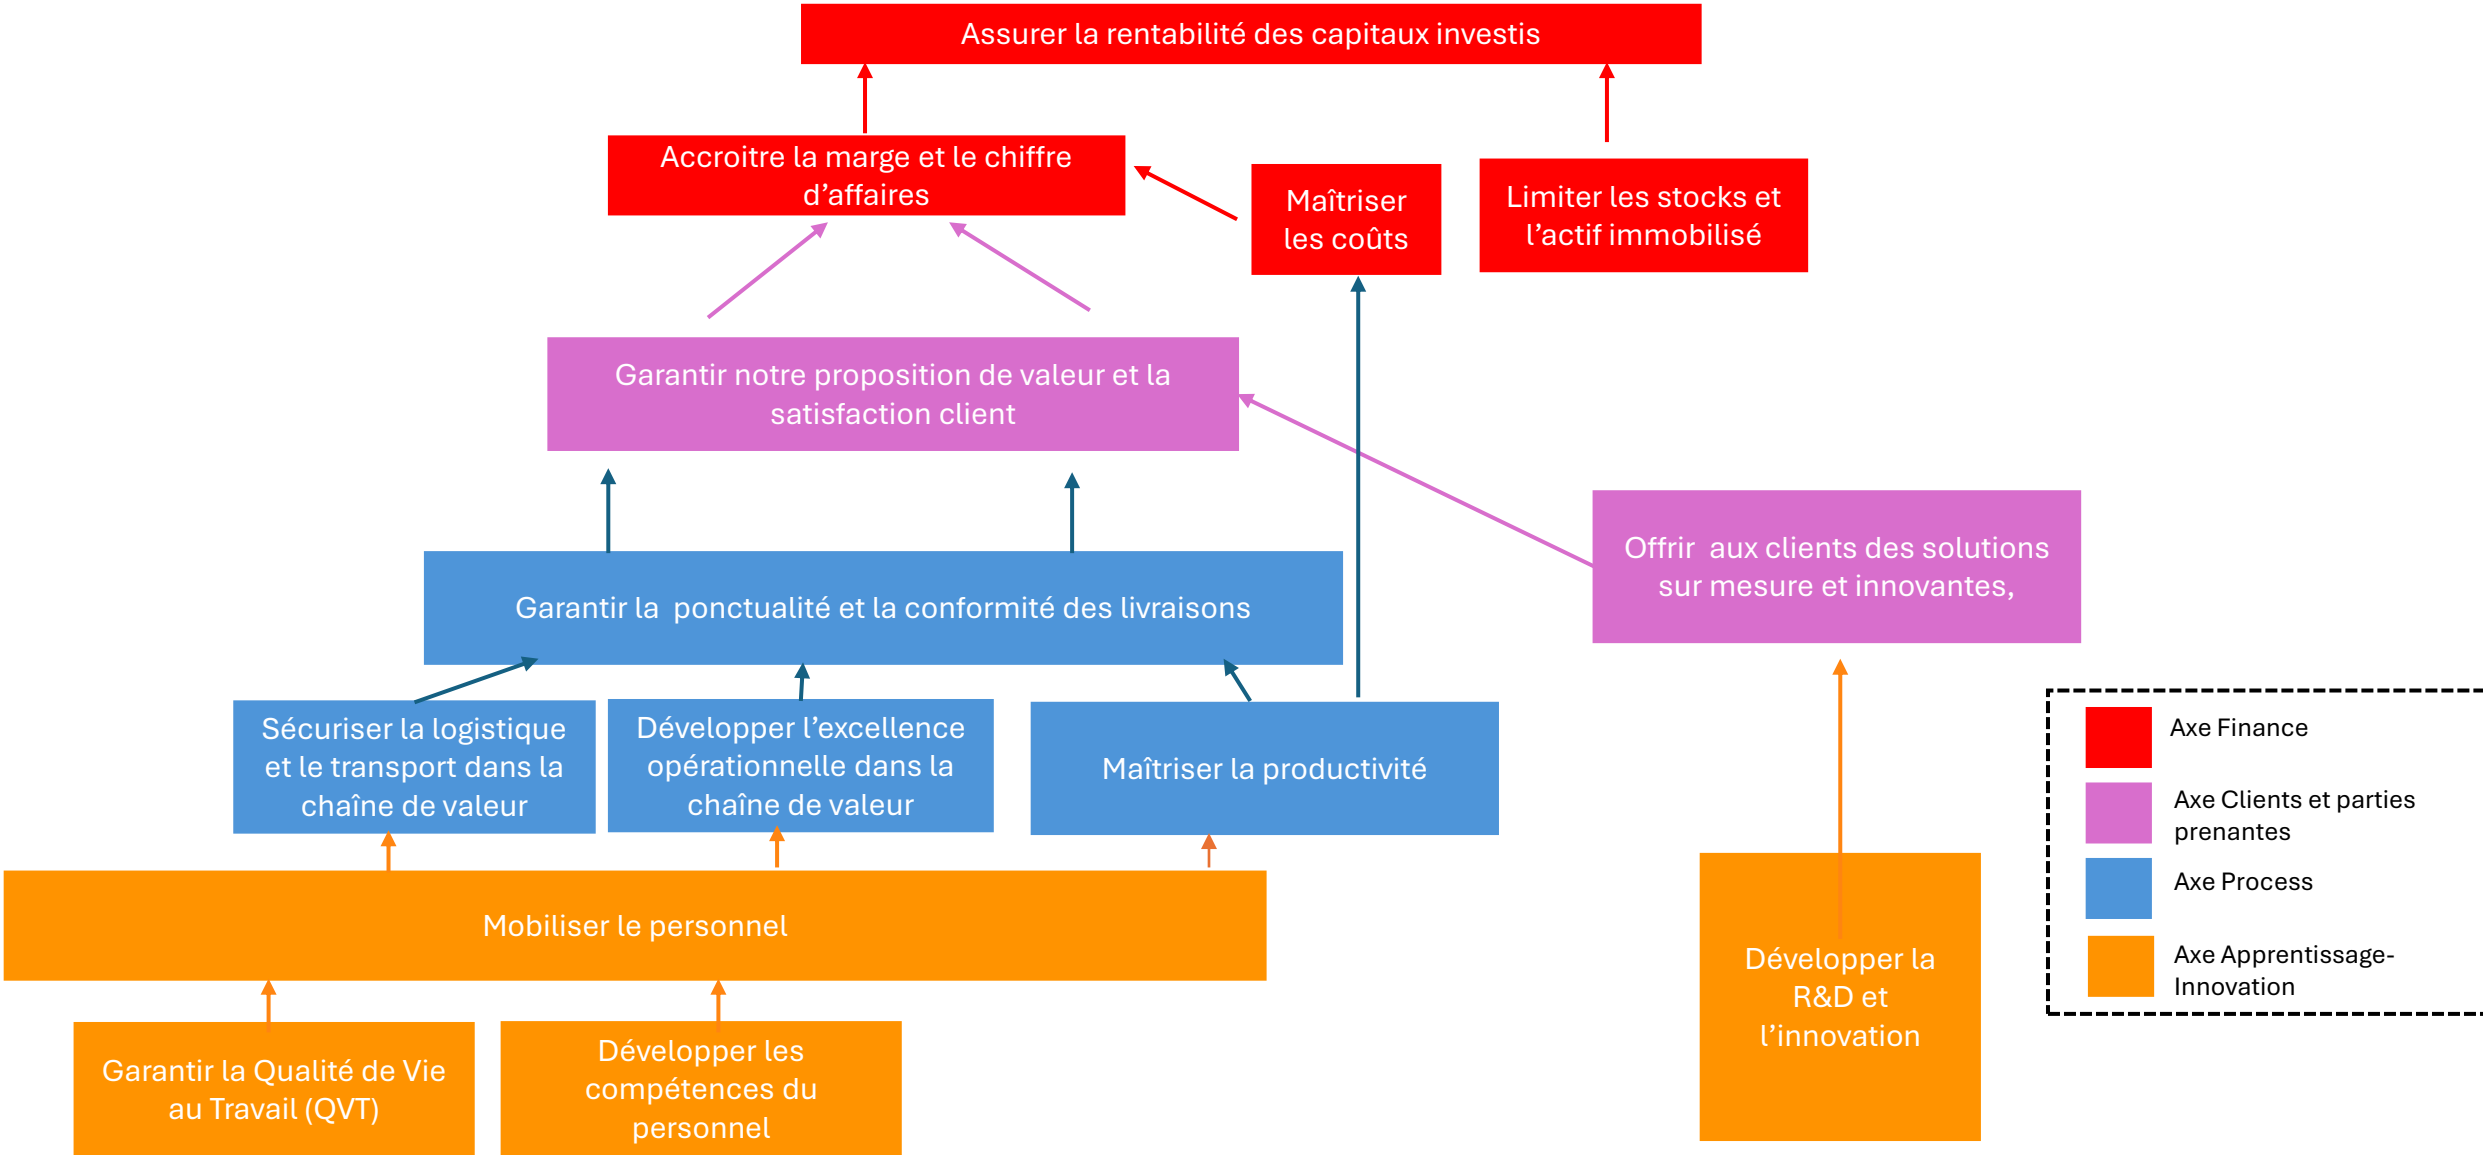 Assurer la rentabilité des capitaux investis
Accroitre la marge et le chiffre
d’affaires
Maîtriser
les coûts
Limiter les stocks et
l’actif immobilisé
Garantir notre proposition de valeur et la
satisfaction client
Offrir  aux clients des solutions
sur mesure et innovantes,
Garantir la  ponctualité et la conformité des livraisons
Sécuriser la logistique
et le transport dans la
chaîne de valeur
Développer l’excellence
opérationnelle dans la
chaîne de valeur
Maîtriser la productivité
Mobiliser le personnel
Développer la
R&D et
l’innovation
Garantir la Qualité de Vie
au Travail (QVT)
Développer les
compétences du
personnel
Axe Finance
Axe Clients et parties
prenantes
Axe Process
Axe Apprentissage-
Innovation